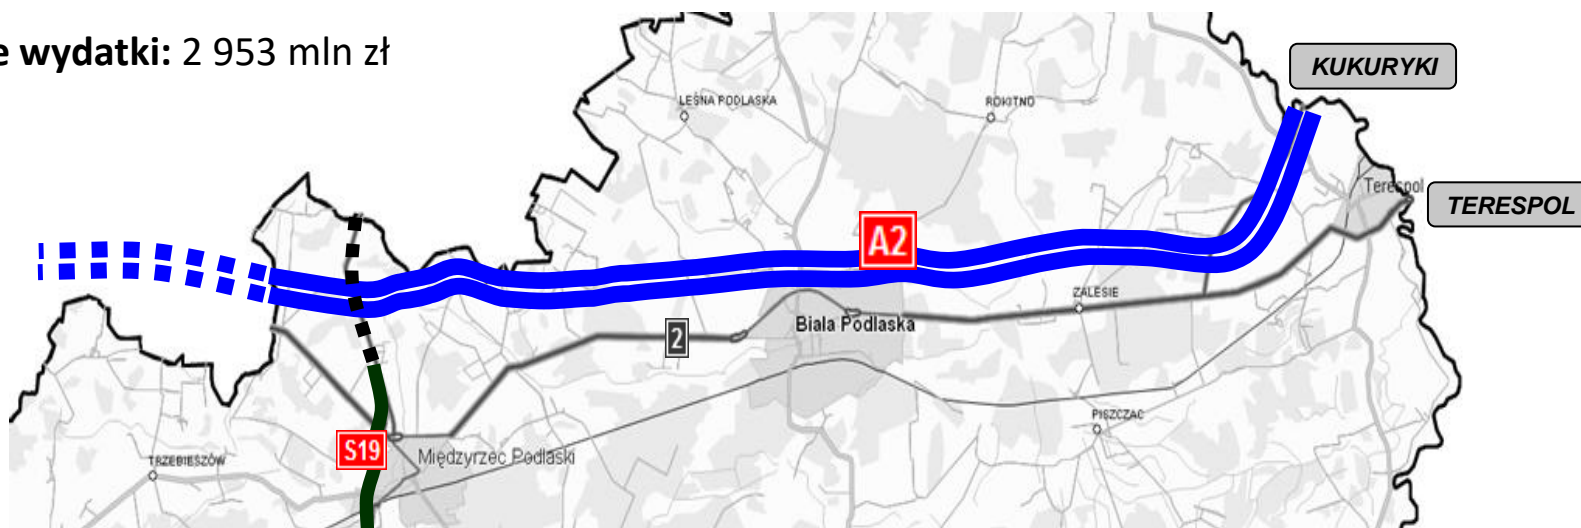 e wydatki: 2 953 mln zł
KUKURYKI
LEŚNA PODLASKA
ROKITNO
Terespol
TERESPOL
A2
ZALESIE
Biala Podlaska
2
PISZCZAC
S19
Międzyrzec Podlaski
TRZEBIESZÓW